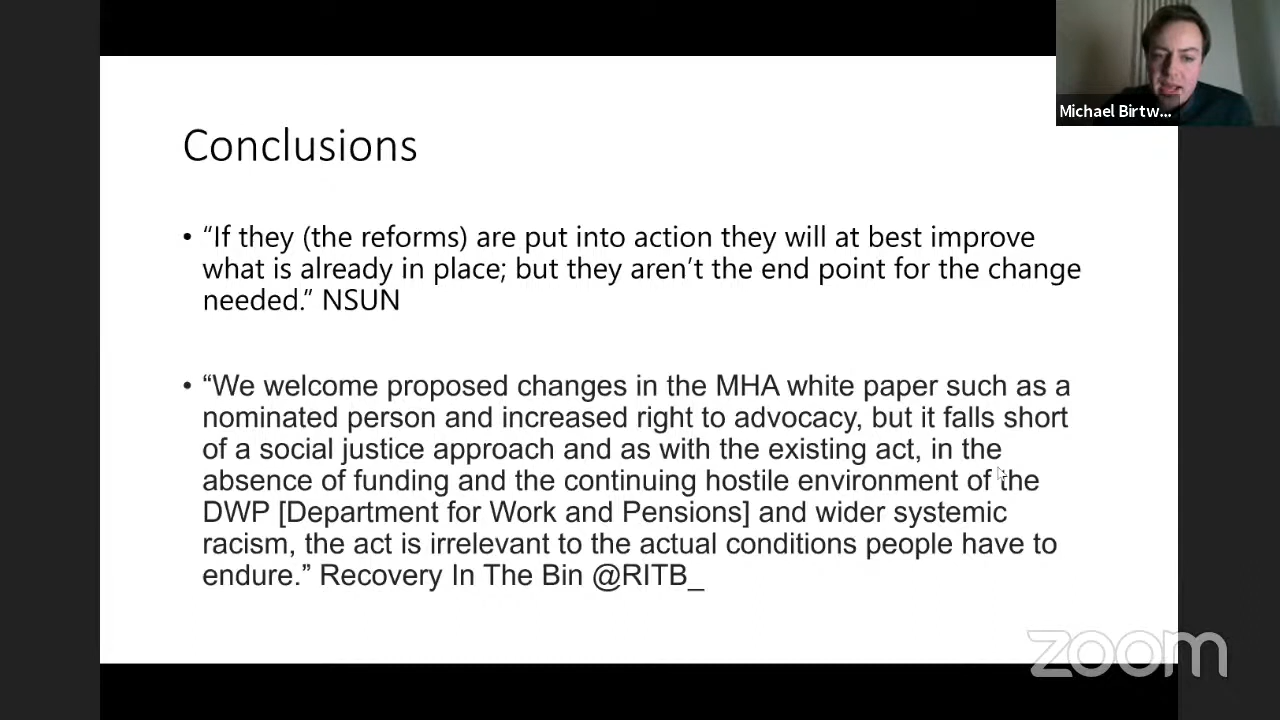 Michael Birtw...
Conclusions
• “If they (the reforms) are put into action they will at best improve
what is already in place; but they aren’t the end point for the change
needed.” NSUN
• “We welcome proposed changes in the MHA white paper such as a
nominated person and increased right to advocacy, but it falls short
of a social justice approach and as with the existing act, in the
absence of funding and the continuing hostile environment of the
DWP [Department for Work and Pensions] and wider systemic
racism, the act is irrelevant to the actual conditions people have to
endure.” Recovery In The Bin @RITB_
zoom